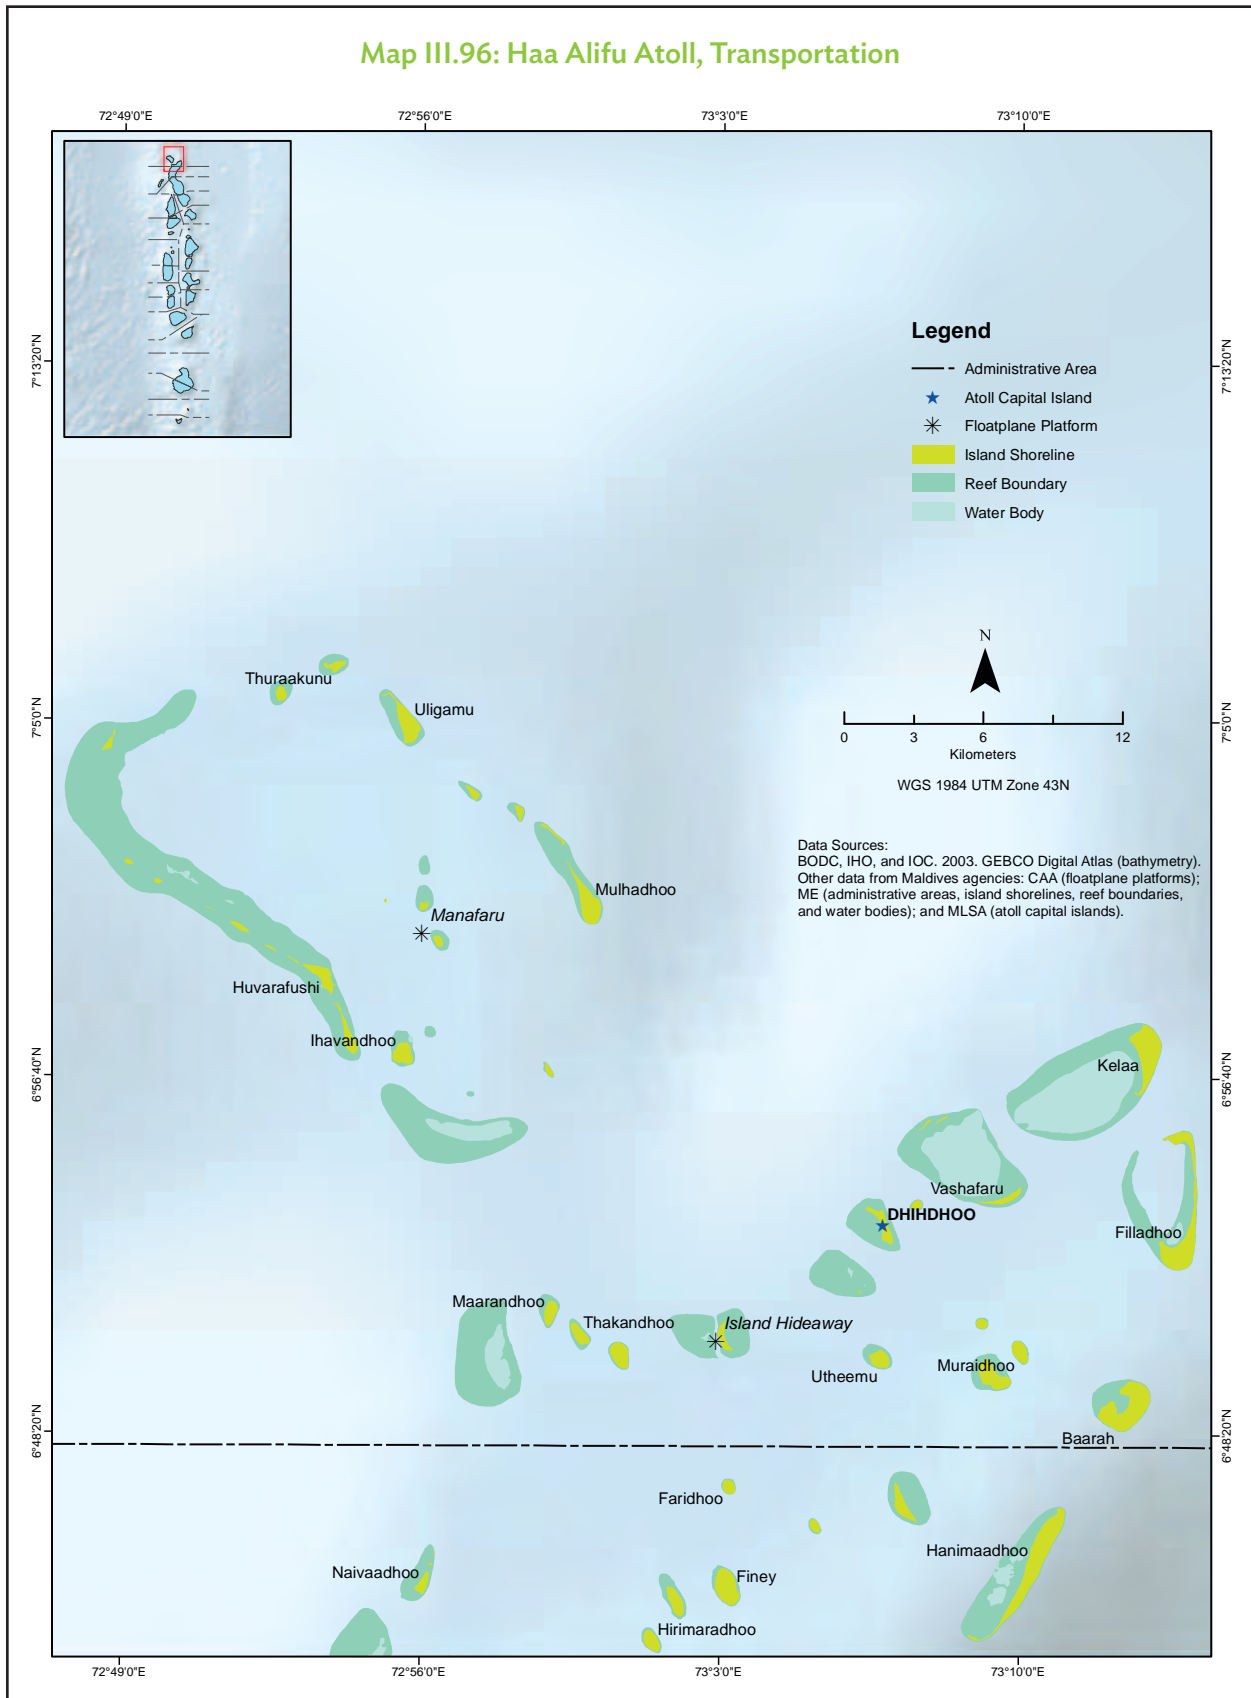 Map III.96: Haa Alifu Atoll, Transportation
72°49'0"E
72°56'0"E
73°3'0"E
73°10'0"E
7°13'20"N
7°13'20"N
Legend
Administrative Area
Atoll Capital Island
Floatplane Platform
Island Shoreline
Reef Boundary
Water Body
N
0 3 6 12
Kilometers
WGS 1984 UTM Zone 43N
Thuraakunu
Uligamu
7°5'0"N
7°5'0"N
Data Sources:
BODC, IHO, and IOC. 2003. GEBCO Digital Atlas (bathymetry).
Other data from Maldives agencies: CAA (floatplane platforms);
ME (administrative areas, island shorelines, reef boundaries,
and water bodies); and MLSA (atoll capital islands).
Mulhadhoo
Manafaru
Huvarafushi
Ihavandhoo
6°56'40"N
6°56'40"N
Kelaa
Vashafaru
DHIHDHOO
Filladhoo
Maarandhoo
Thakandhoo
Island Hideaway
Utheemu
Muraidhoo
Baarah
6°48'20"N
6°48'20"N
Faridhoo
Hanimaadhoo
Naivaadhoo
Finey
Hirimaradhoo
72°49'0"E
72°56'0"E
73°3'0"E
73°10'0"E